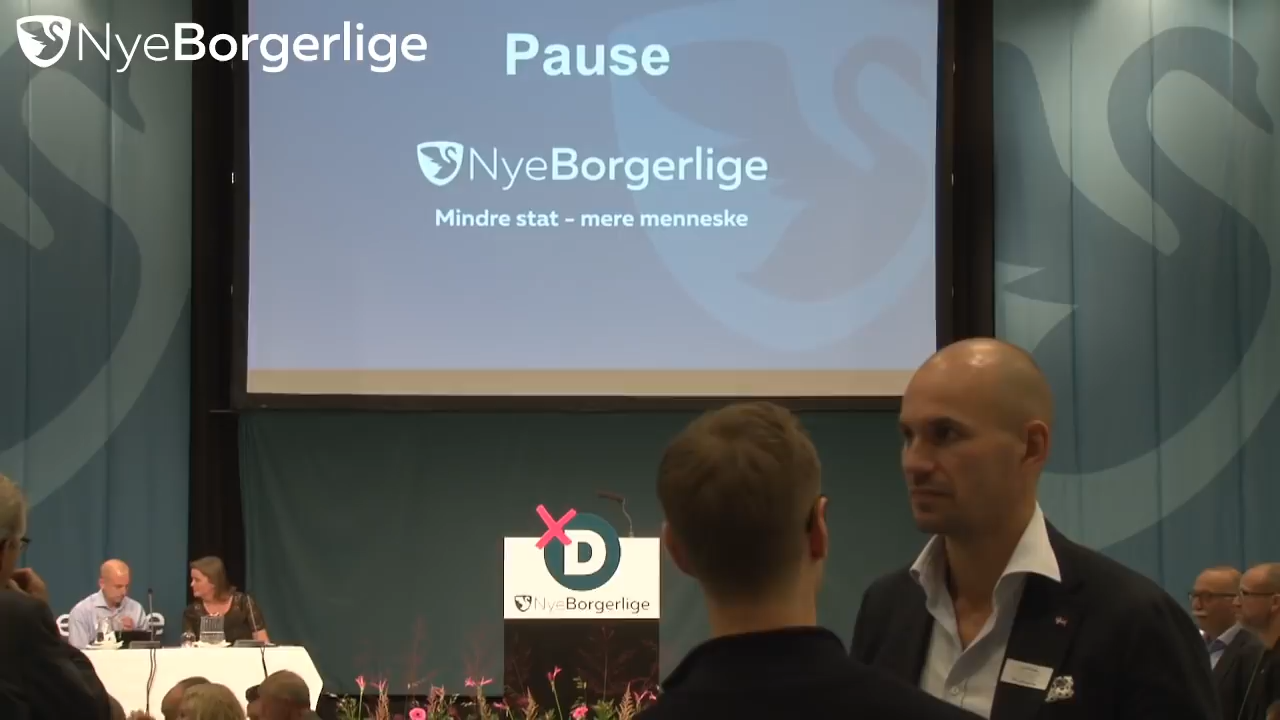 NyeBorgerlige
Pause
NyeBorgerlige
Mindre stat - mere menneske
D
NyeBorgerlige